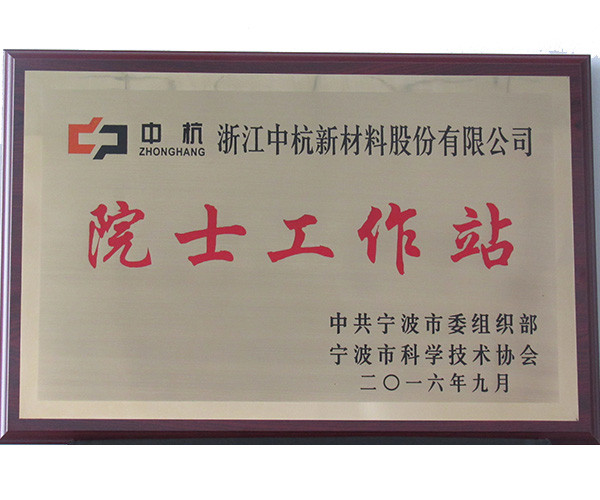 中杭 ZHONGHANG 浙江中杭新材料股份有限公司
院士工作站
中共宁波市委组织部
宁波市科学技术协会
二〇一六年九月